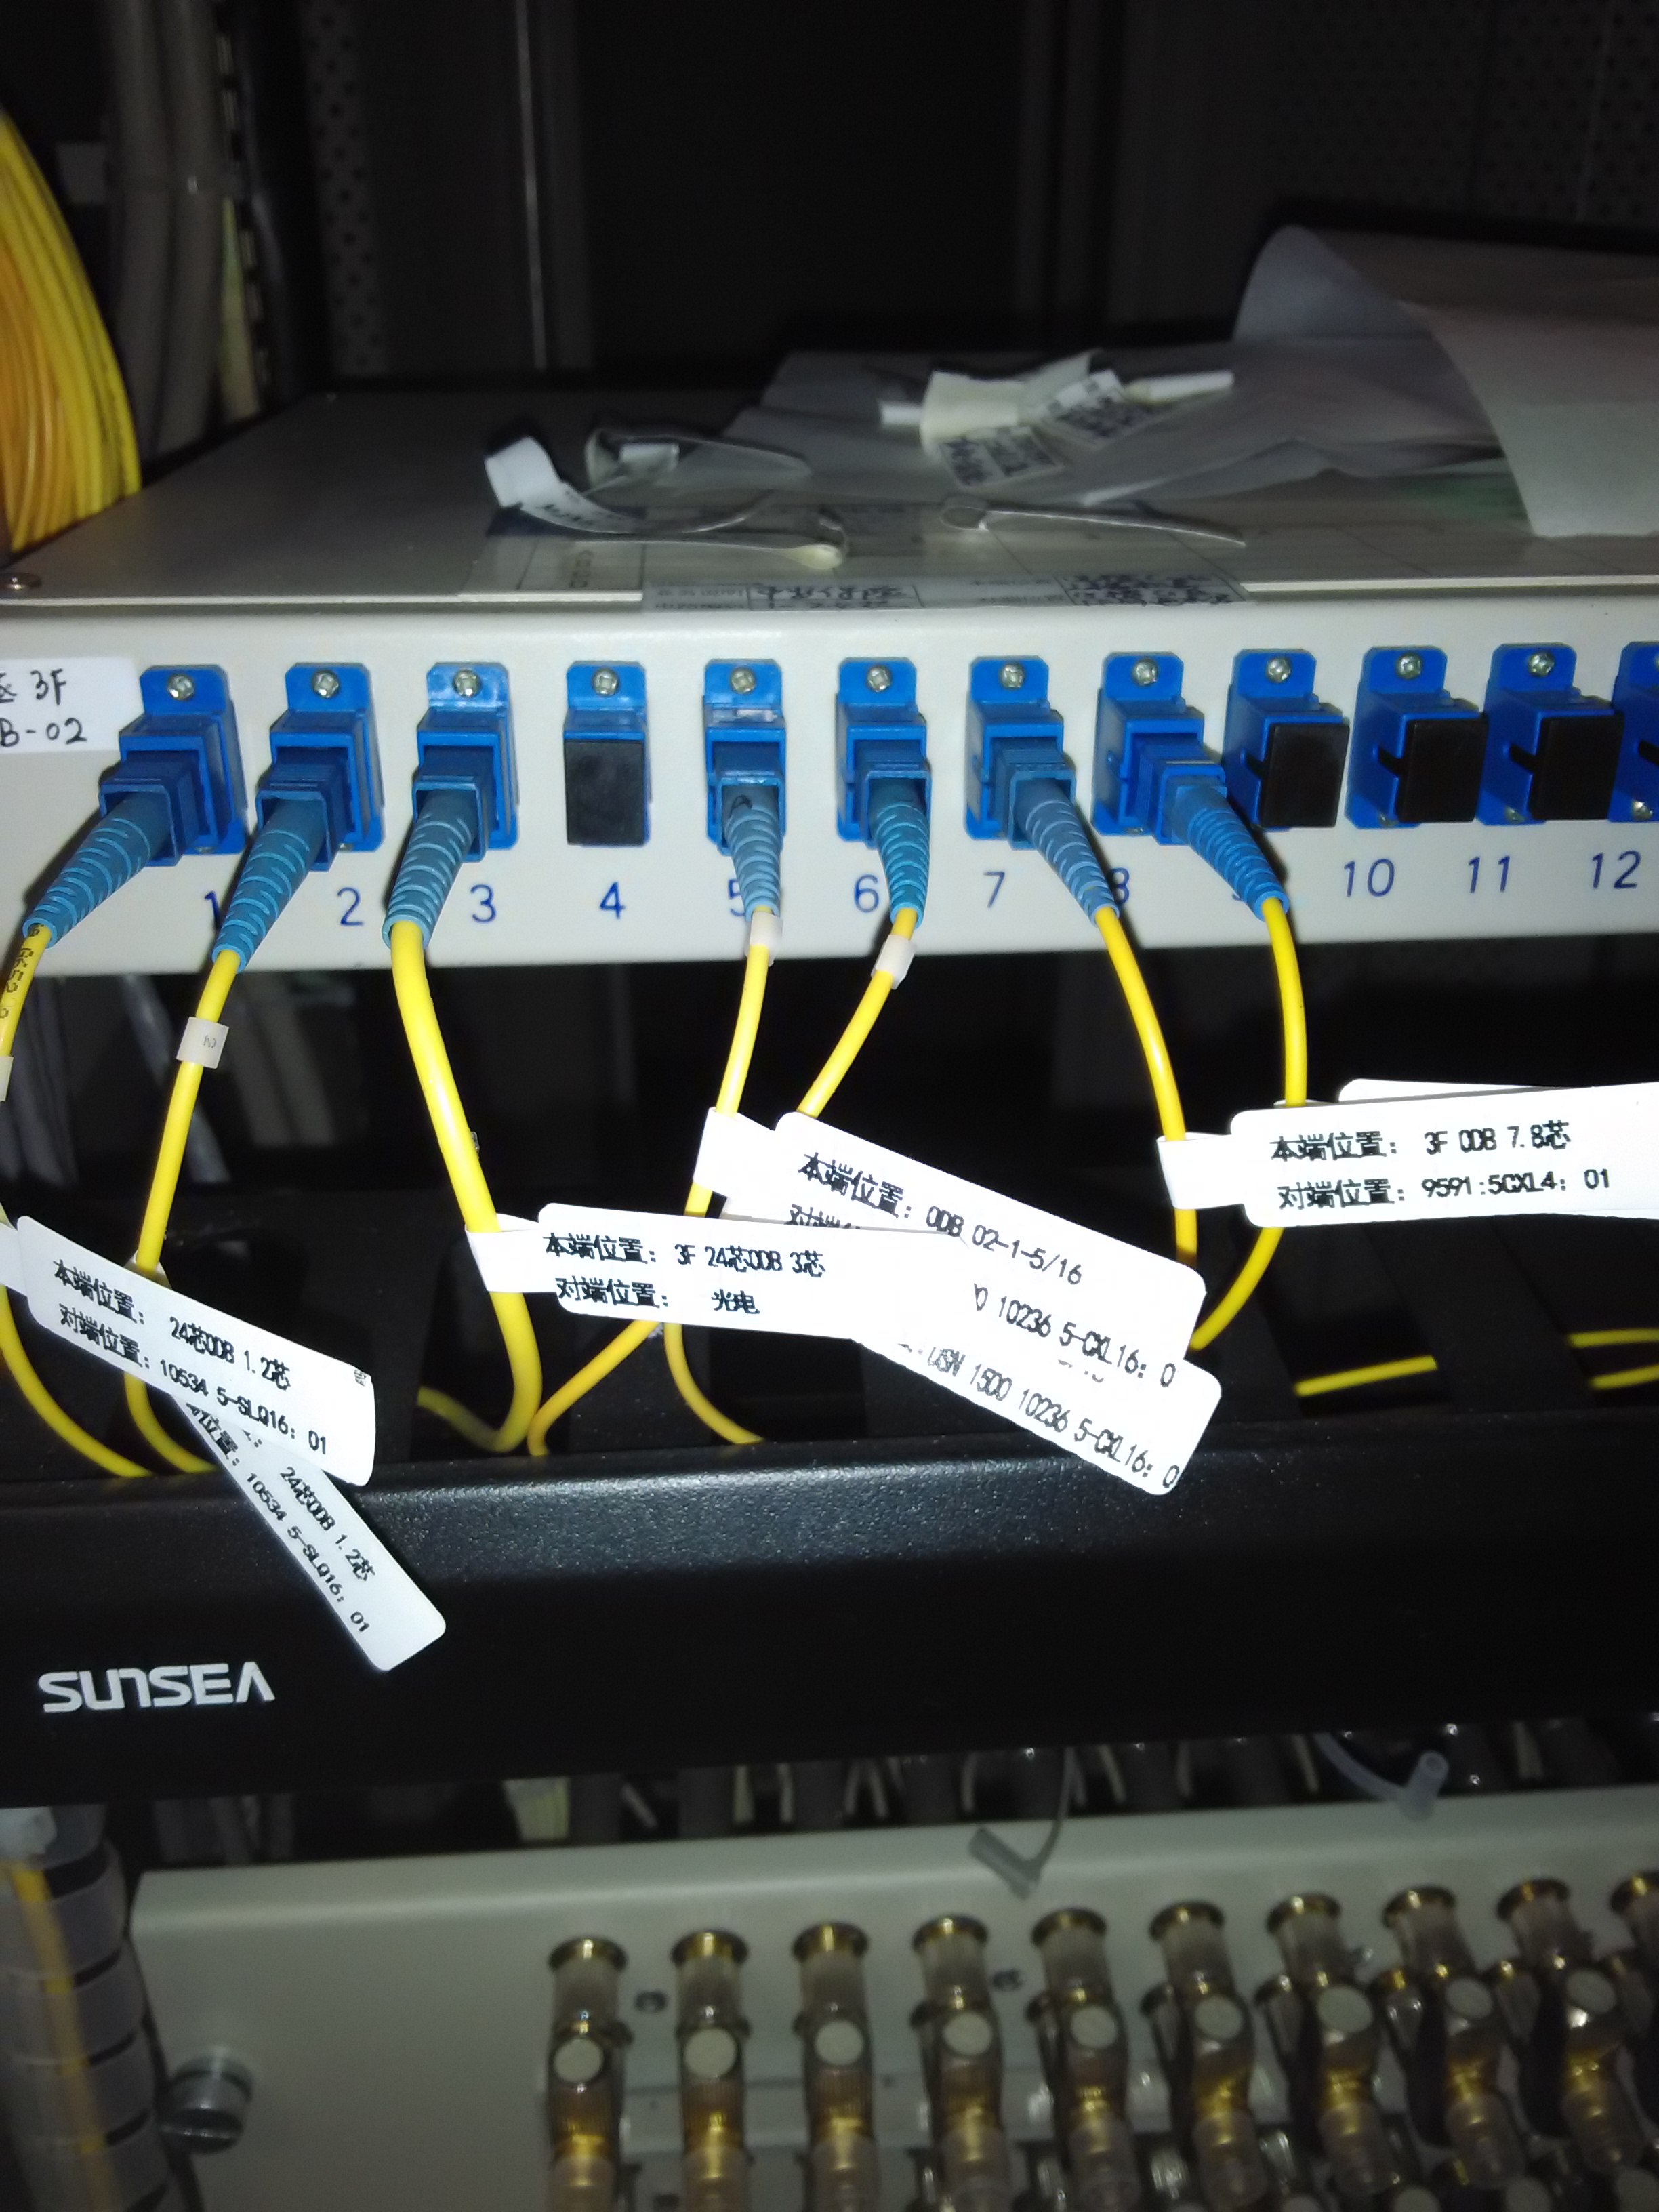 3F
B-02
1 2 3 4 5 6 7 8 9 10 11 12
本端位置： 3F ODB 7.8芯
对端位置：9591:5CXL4：01
本端位置：ODB 02-1-5/16
10236 5-CXL16：0
本端位置： 3F 24芯ODB 3芯
对端位置： 光电
USN 1500 10236 5-CXL16：0
本端位置： 24芯ODB 1.2芯
对端位置：10534 5-SLQ16：01
24芯ODB 1.2芯
位置：10534 5-SLQ16：01
SUNSEA